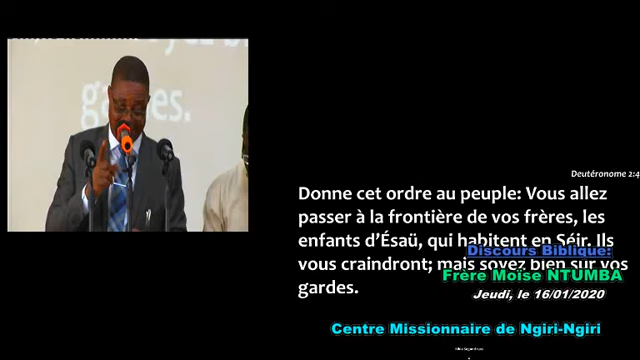 gardes.
Deutéronome 2:4
Donne cet ordre au peuple: Vous allez
passer à la frontière de vos frères, les
enfants d'Ésaü, qui habitent en Séir. Ils
vous craindront; mais soyez bien sur vos
gardes.
Discours Biblique:
Frère Moïse NTUMBA
Jeudi, le 16/01/2020
Centre Missionnaire de Ngiri-Ngiri